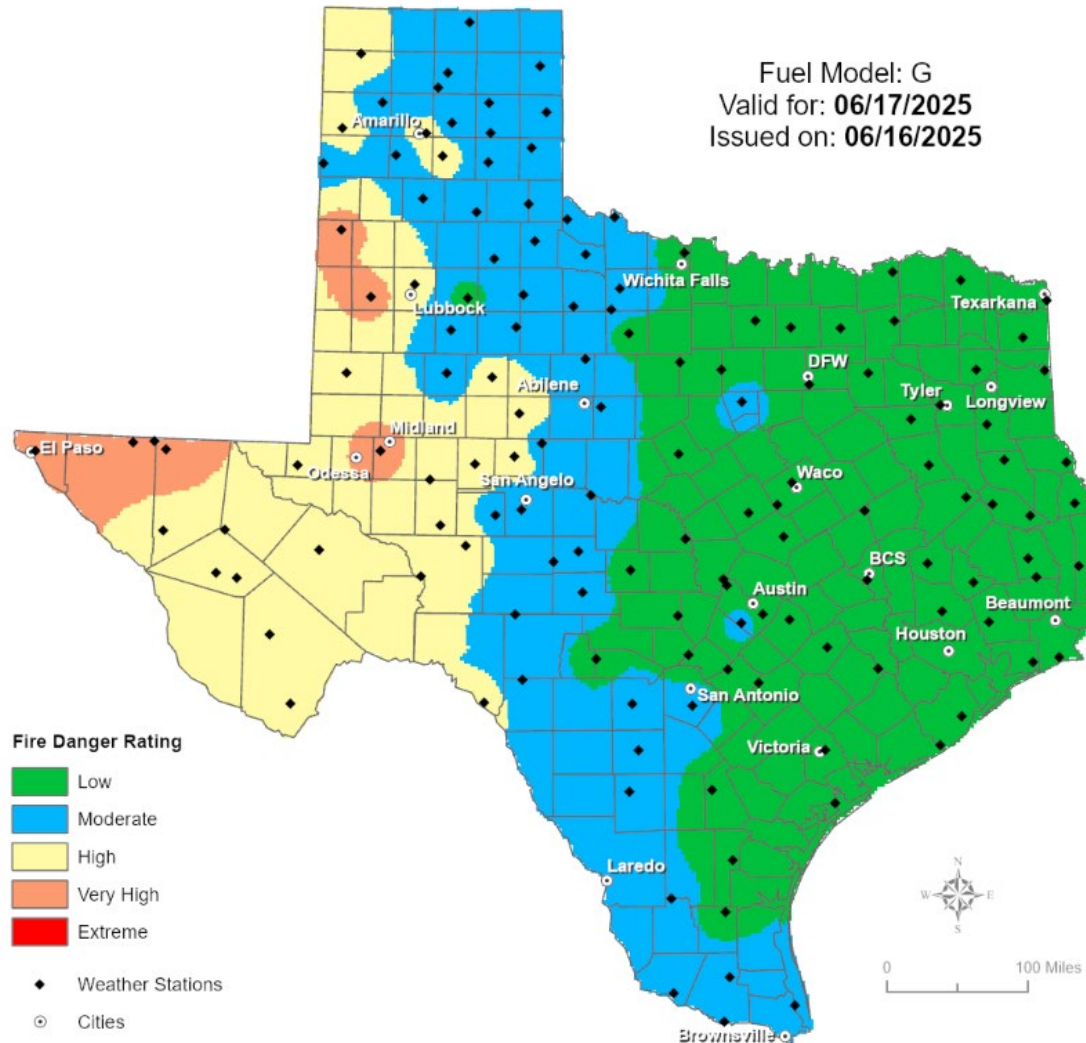 Fuel Model: G
Valid for: 06/17/2025
Issued on: 06/16/2025
Amarillo
Wichita Falls
Lubbock
Texarkana
DFW
Abilene
Tyler
Longview
Midland
El Paso
Odessa
San Angelo
Waco
BCS
Austin
Beaumont
Houston
San Antonio
Victoria
Laredo
Brownsville
Fire Danger Rating
Low
Moderate
High
Very High
Extreme
Weather Stations
Cities
N
W E
S
0 100 Miles